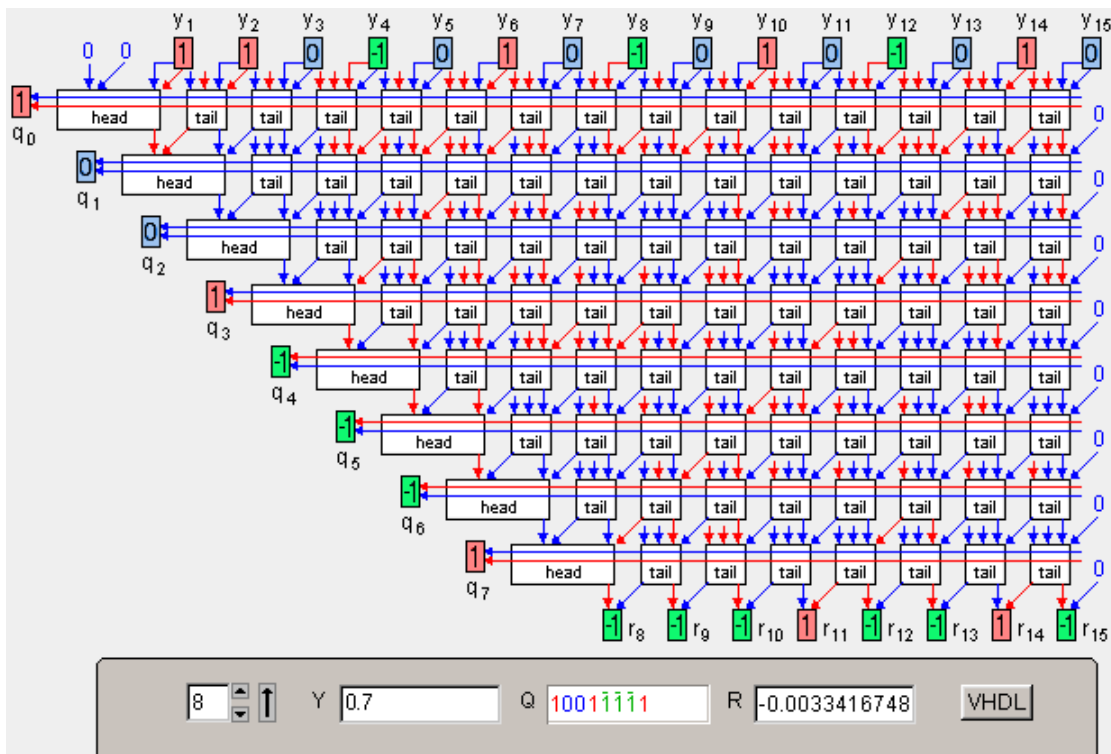 y₁ y₂ y₃ y₄ y₅ y₆ y₇ y₈ y₉ y₁₀ y₁₁ y₁₂ y₁₃ y₁₄ y₁₅
0 0 1 1 0 -1 0 1 0 -1 0 1 0 -1 0 1 0
1 head tail tail tail tail tail tail tail tail tail tail tail tail tail tail 0
q₀
0 head tail tail tail tail tail tail tail tail tail tail tail tail tail 0
q₁
0 head tail tail tail tail tail tail tail tail tail tail tail tail 0
q₂
1 head tail tail tail tail tail tail tail tail tail tail tail 0
q₃
-1 head tail tail tail tail tail tail tail tail tail tail 0
q₄
-1 head tail tail tail tail tail tail tail tail tail 0
q₅
-1 head tail tail tail tail tail tail tail tail 0
q₆
1 head tail tail tail tail tail tail tail 0
q₇
-1 r₈ -1 r₉ -1 r₁₀ 1 r₁₁ -1 r₁₂ -1 r₁₃ 1 r₁₄ -1 r₁₅
8 Y 0.7 Q 10011̄1̄1̄1 R -0.0033416748 VHDL